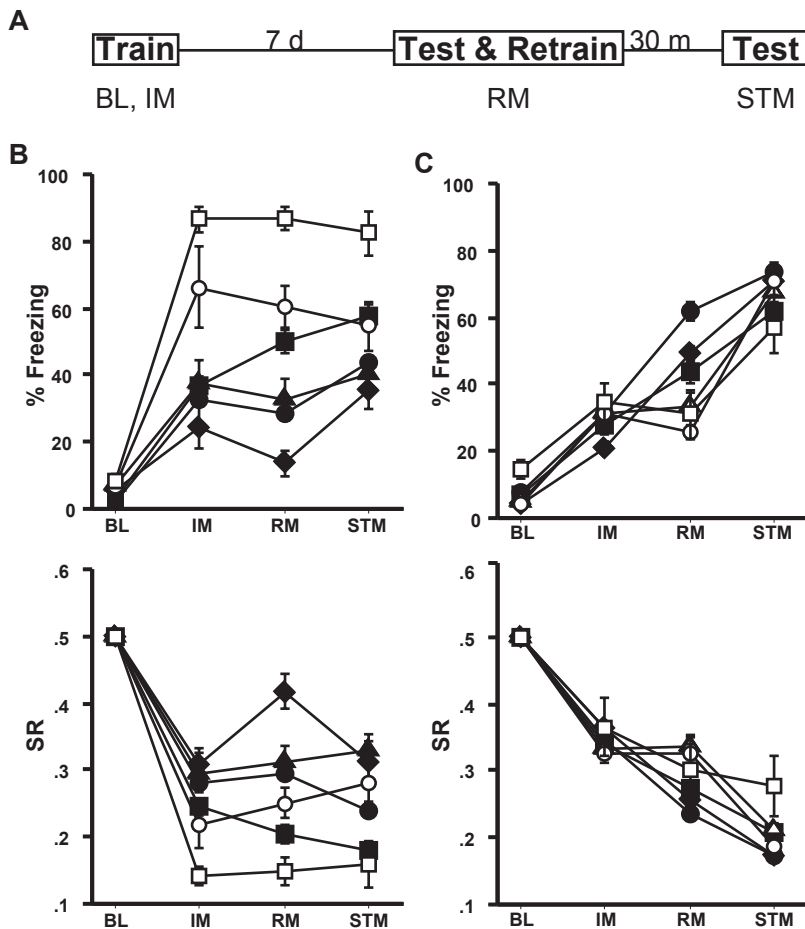 A
Train 7 d Test & Retrain 30 m Test
BL, IM RM STM
B
% Freezing
100
80
60
40
20
0
BL IM RM STM
C
% Freezing
100
80
60
40
20
0
BL IM RM STM
SR
.6
.5
.4
.3
.2
.1
BL IM RM STM
SR
.6
.5
.4
.3
.2
.1
BL IM RM STM